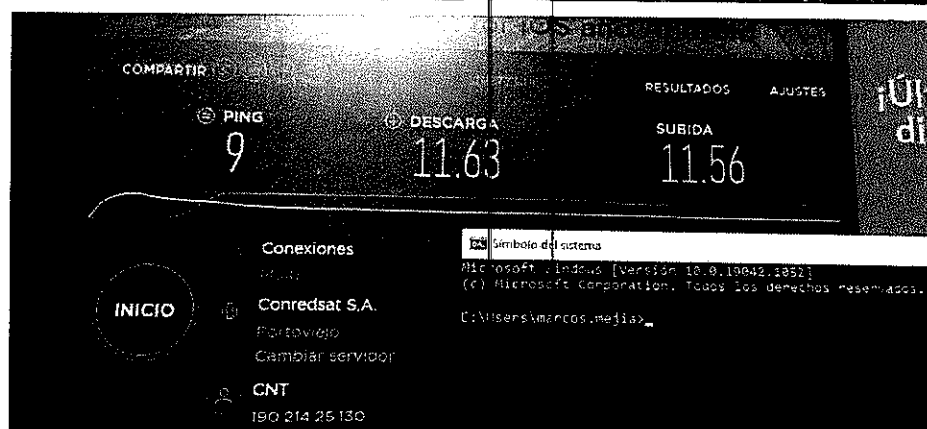 COMPARTIR
RESULTADOS AJUSTES
PING
9
DESCARGA
11.63
SUBIDA
11.56
¡Úl
di
Conexiones
INICIO
Conredsat S.A.
Portoviejo
Cambiar servidor
CNT
190 214 25 130
Símbolo del sistema
Microsoft Windows [Versión 10.0.19042.1052]
(c) Microsoft Corporation. Todos los derechos reservados.
C:\Users\marcos.mejia>_